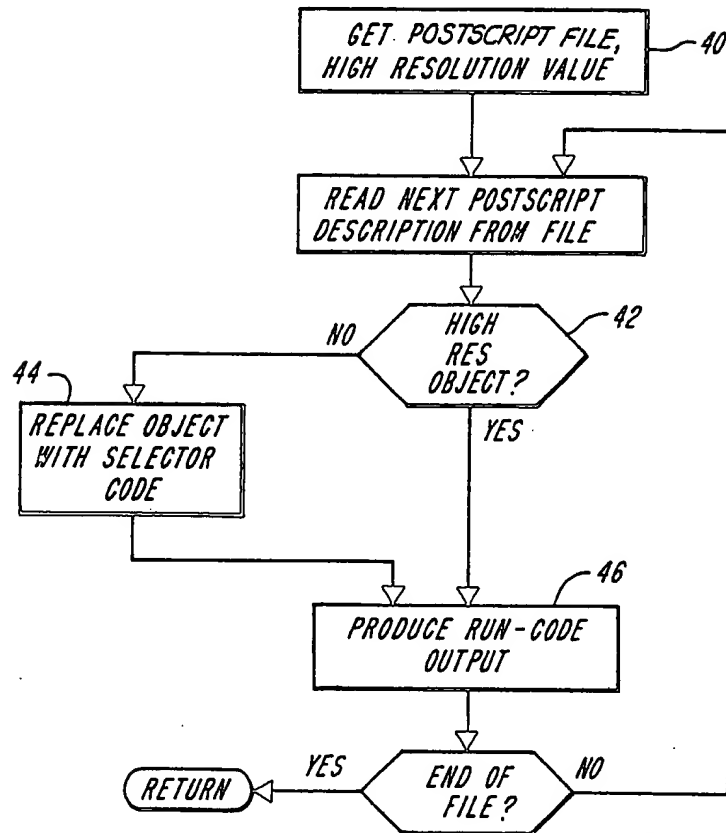 GET POSTSCRIPT FILE,
HIGH RESOLUTION VALUE
40
READ NEXT POSTSCRIPT
DESCRIPTION FROM FILE
HIGH
RES
OBJECT?
42
NO
YES
44
REPLACE OBJECT
WITH SELECTOR
CODE
46
PRODUCE RUN-CODE
OUTPUT
END OF
FILE?
YES
NO
RETURN